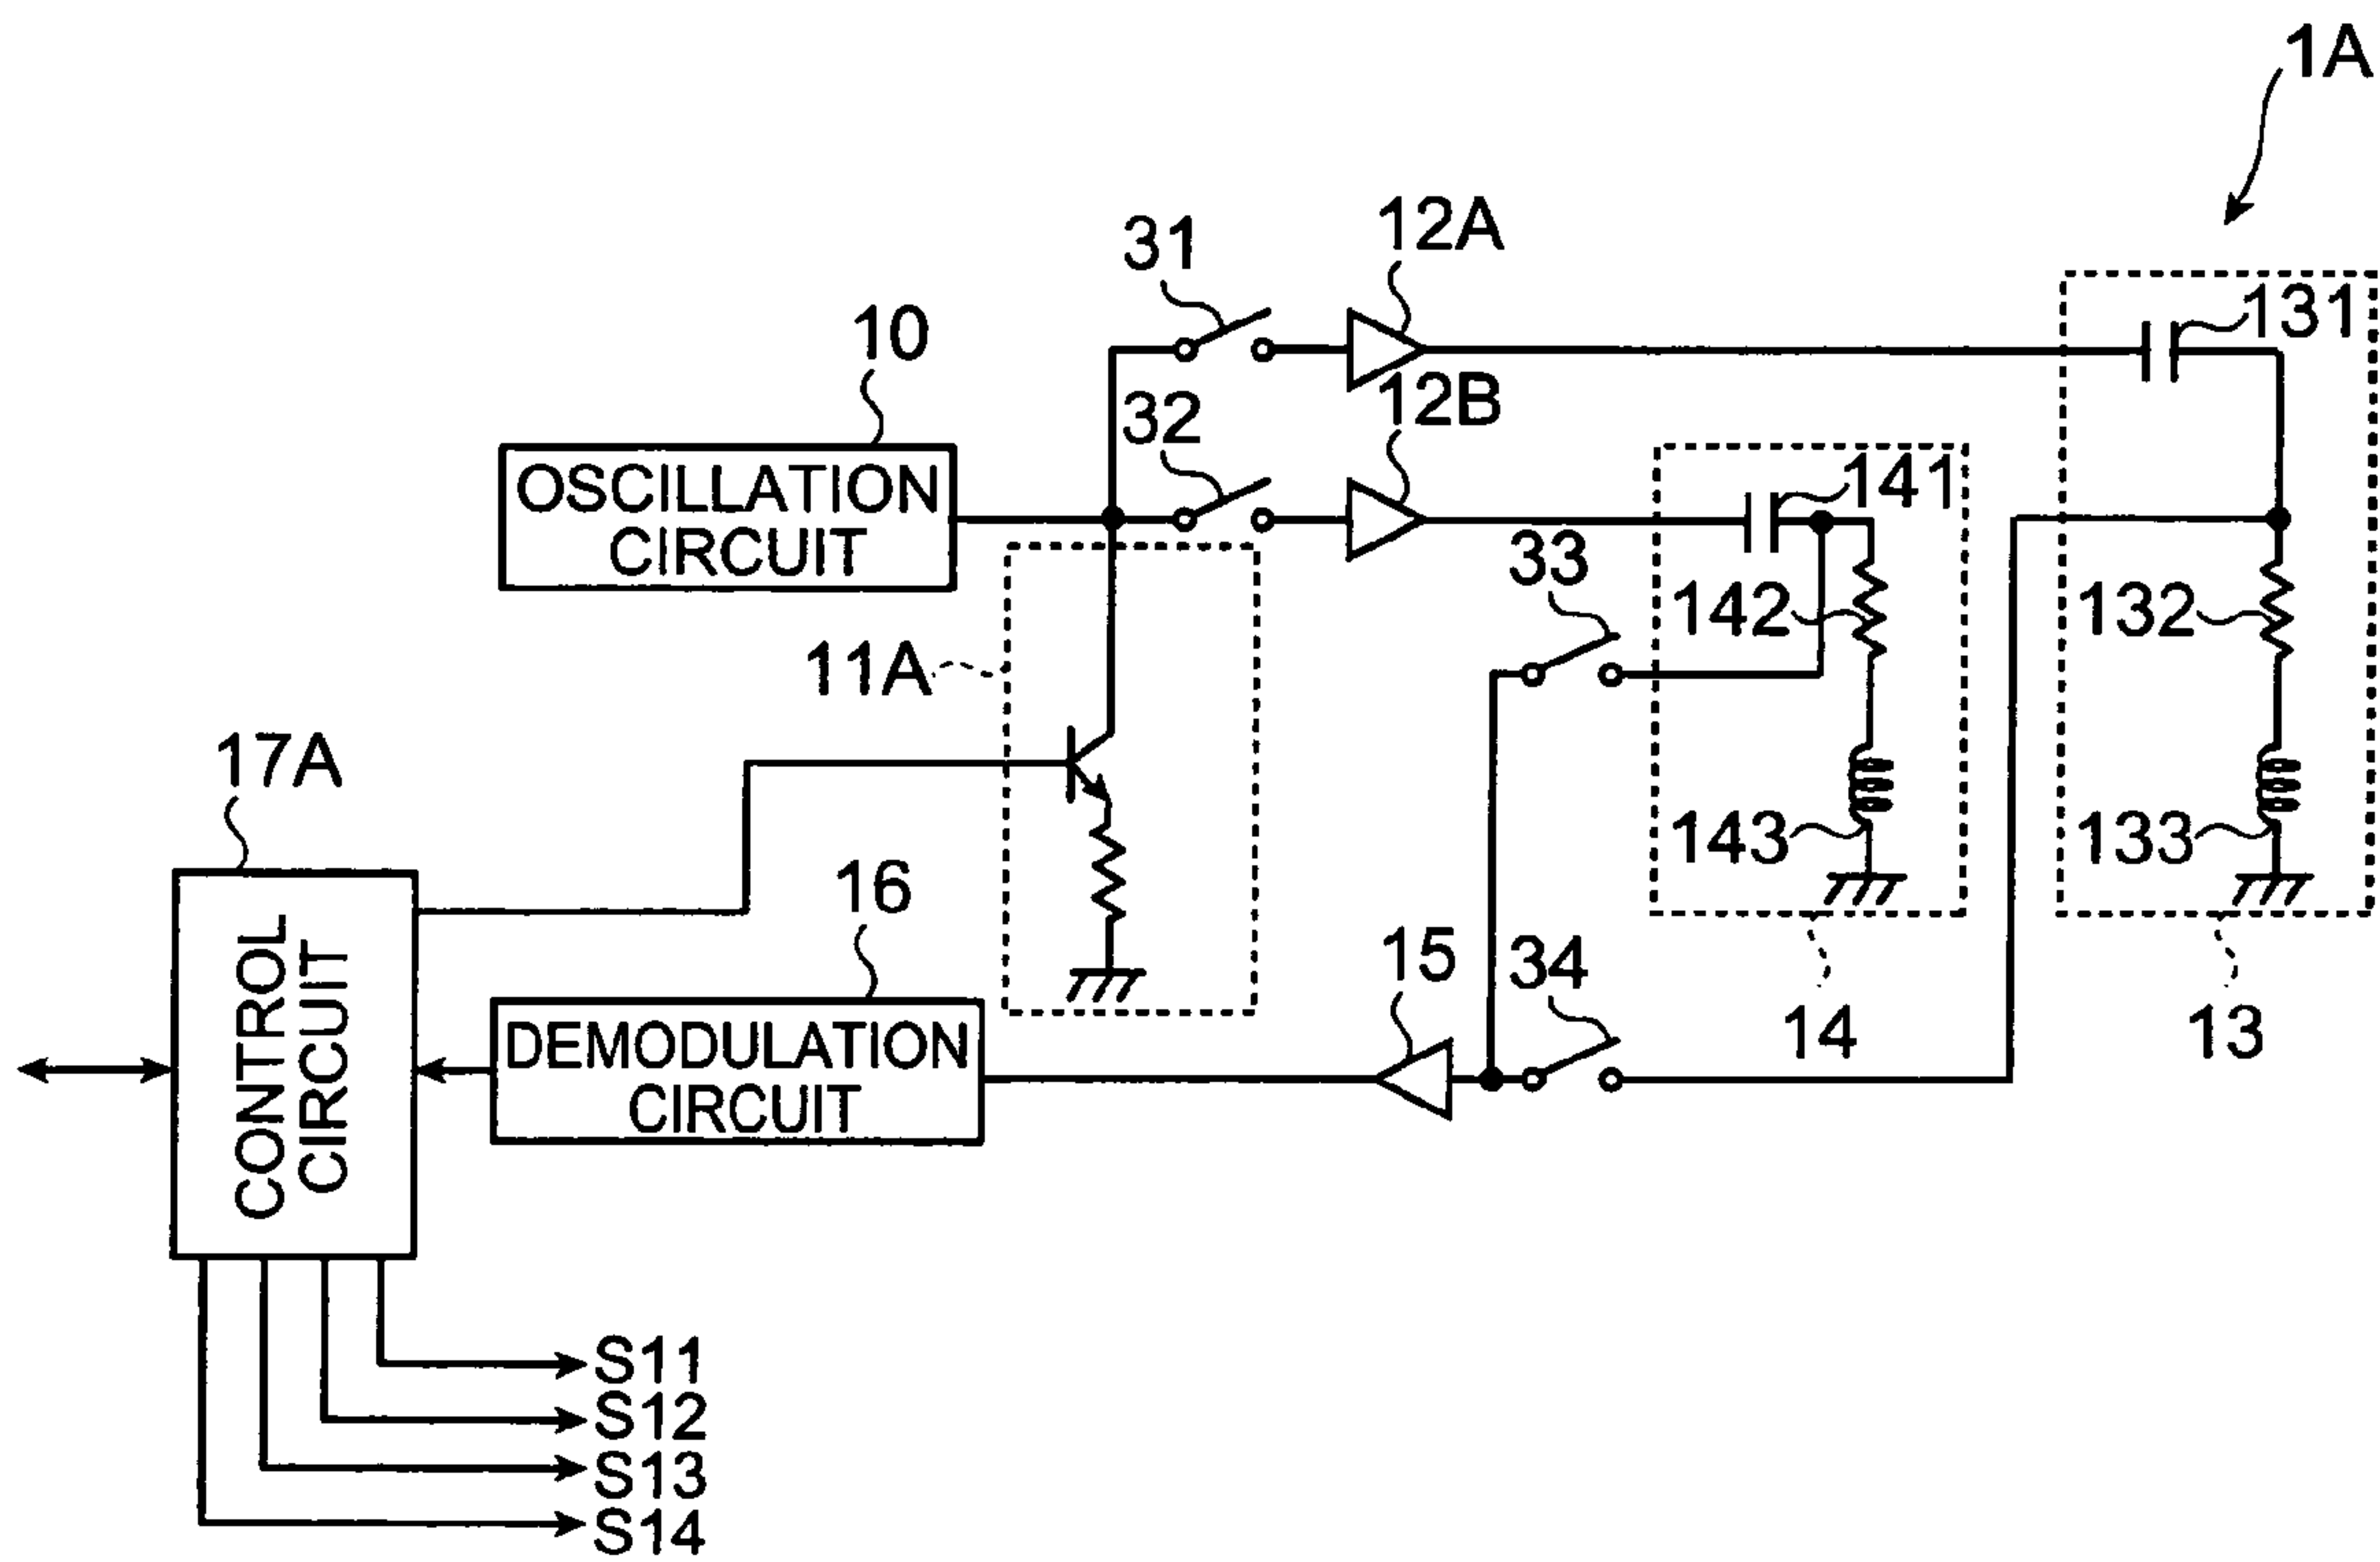 1A
31
12A
131
10
32
12B
OSCILLATION
CIRCUIT
141
33
142
132
11A
17A
143
133
16
15
34
CONTROL
CIRCUIT
DEMODULATION
CIRCUIT
14
13
S11
S12
S13
S14